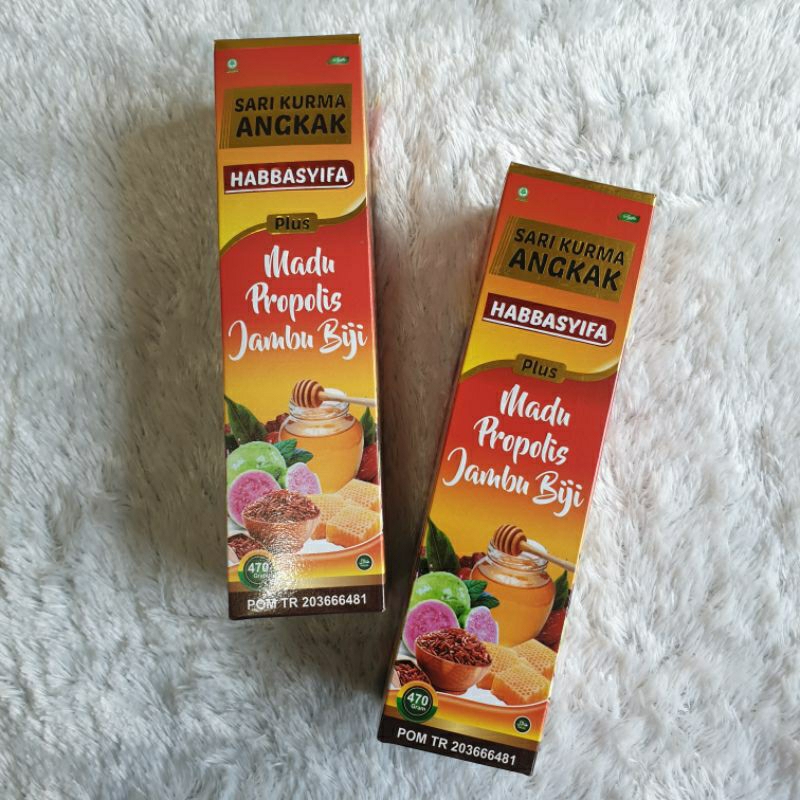 SARI KURMA
ANGKAK
HABBASYIFA
Plus
Madu
Propolis
Jambu Biji
470
Gram
POM TR 203666481
SARI KURMA
ANGKAK
HABBASYIFA
Plus
Madu
Propolis
Jambu Biji
470
Gram
POM TR 203666481